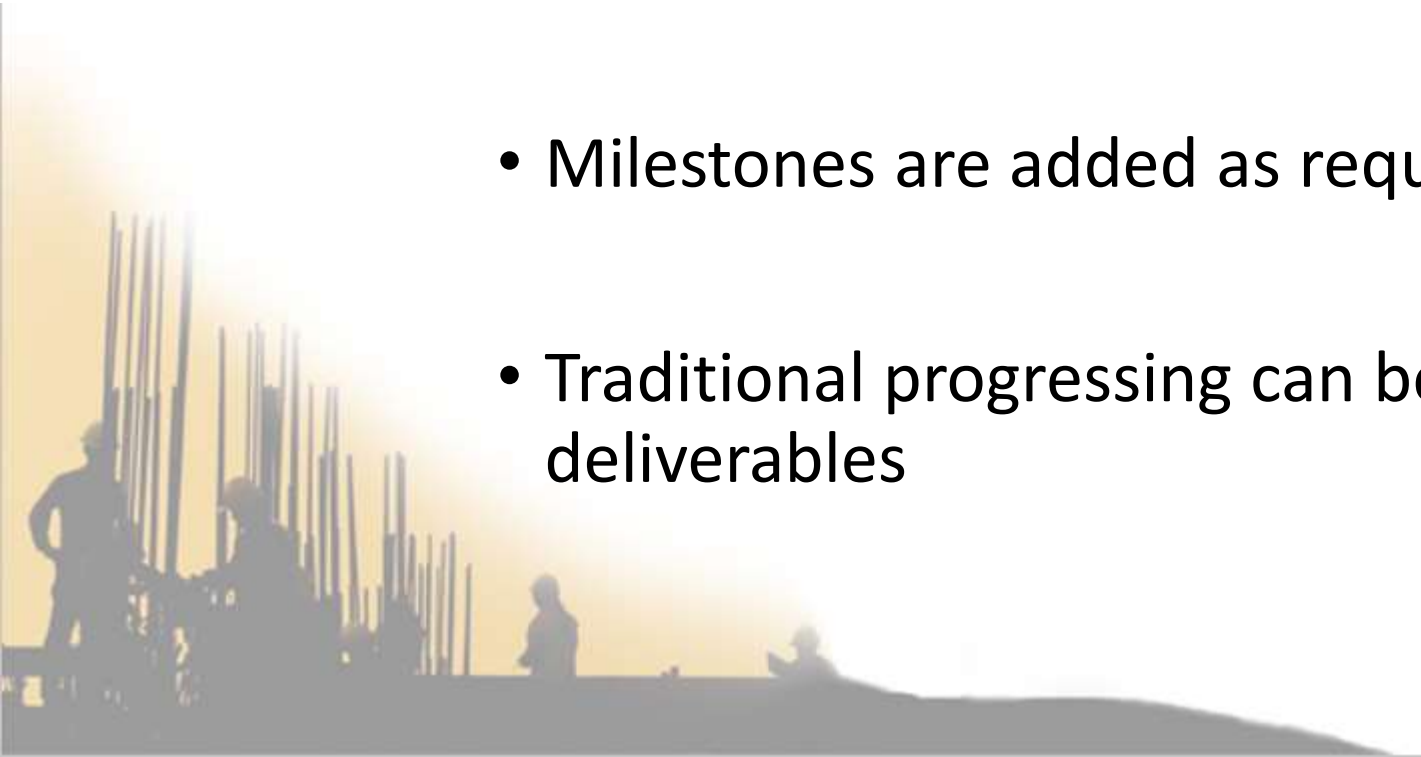 • Milestones are added as requ
• Traditional progressing can be
deliverables